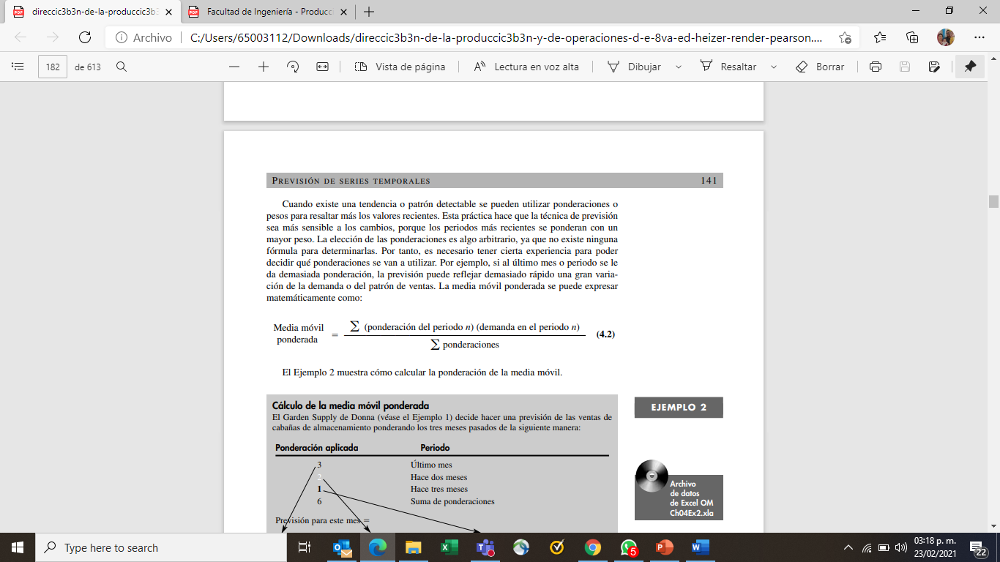 direccic3b3n-de-la-produccic3b3
Facultad de Ingeniería - Producci
Archivo
C:/Users/65003112/Downloads/direccic3b3n-de-la-produccic3b3n-y-de-operaciones-d-e-8va-ed-heizer-render-pearson....
182 de 613
Vista de página
Lectura en voz alta
Dibujar
Resaltar
Borrar
PREVISIÓN DE SERIES TEMPORALES 141
Cuando existe una tendencia o patrón detectable se pueden utilizar ponderaciones o
pesos para resaltar más los valores recientes. Esta práctica hace que la técnica de previsión
sea más sensible a los cambios, porque los periodos más recientes se ponderan con un
mayor peso. La elección de las ponderaciones es algo arbitrario, ya que no existe ninguna
fórmula para determinarlas. Por tanto, es necesario tener cierta experiencia para poder
decidir qué ponderaciones se van a utilizar. Por ejemplo, si al último mes o periodo se le
da demasiada ponderación, la previsión puede reflejar demasiado rápido una gran varia-
ción de la demanda o del patrón de ventas. La media móvil ponderada se puede expresar
matemáticamente como:
Media móvil
ponderada
=
∑ (ponderación del periodo n) (demanda en el periodo n)
∑ ponderaciones
(4.2)
El Ejemplo 2 muestra cómo calcular la ponderación de la media móvil.
Cálculo de la media móvil ponderada
El Garden Supply de Donna (véase el Ejemplo 1) decide hacer una previsión de las ventas de
cabañas de almacenamiento ponderando los tres meses pasados de la siguiente manera:
Ponderación aplicada Periodo
3 Último mes
2 Hace dos meses
1 Hace tres meses
6 Suma de ponderaciones
Previsión para este mes =
EJEMPLO 2
Archivo
de datos
de Excel OM
Ch04Ex2.xla
Type here to search
5
03:18 p. m.
23/02/2021
22